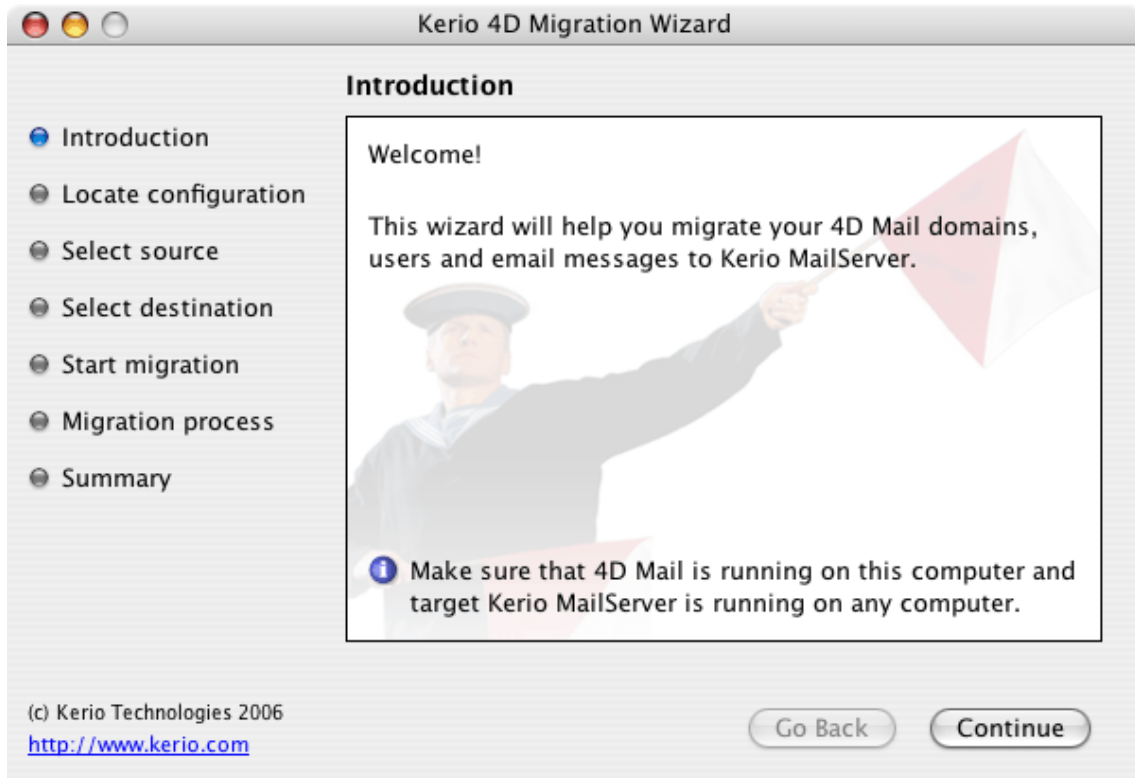 Kerio 4D Migration Wizard
Introduction
Introduction
Locate configuration
Select source
Select destination
Start migration
Migration process
Summary
Welcome!
This wizard will help you migrate your 4D Mail domains,
users and email messages to Kerio MailServer.
Make sure that 4D Mail is running on this computer and
target Kerio MailServer is running on any computer.
(c) Kerio Technologies 2006
http://www.kerio.com
Go Back
Continue